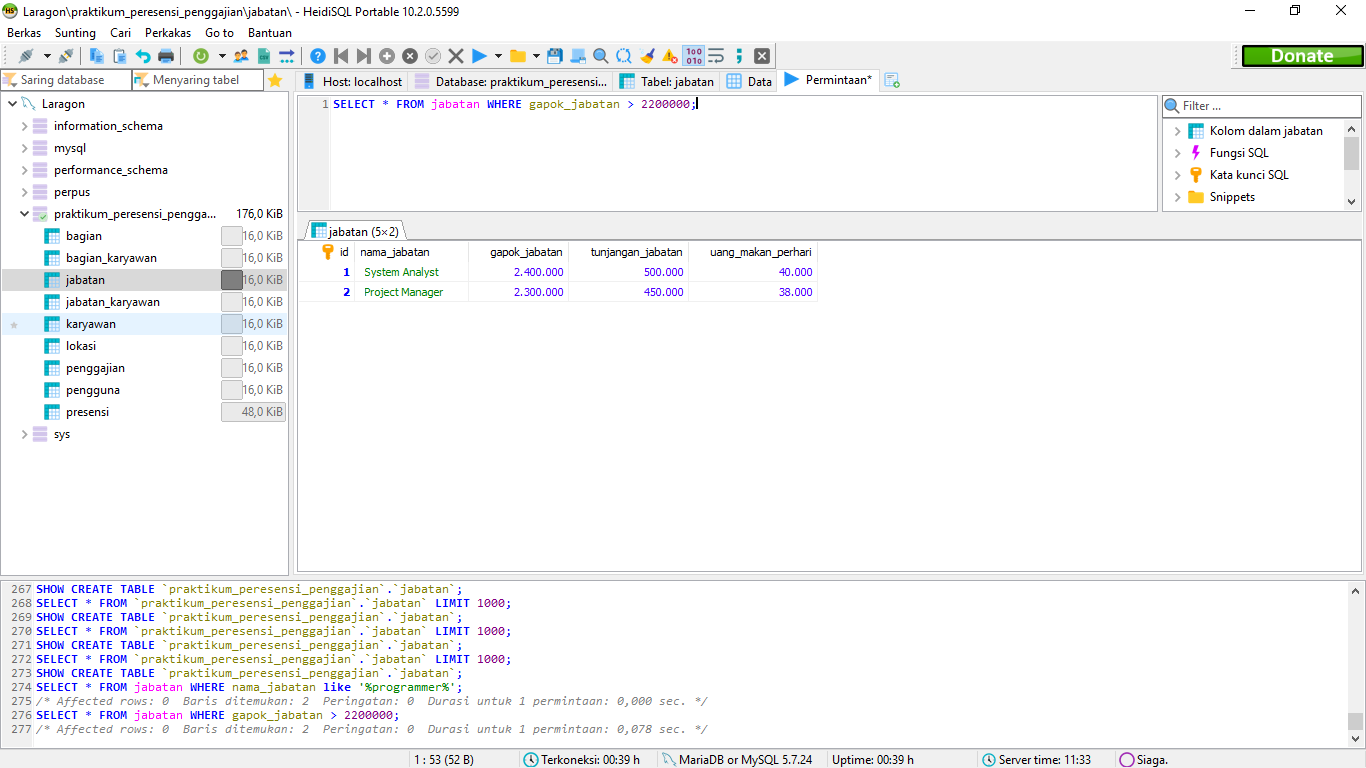 Laragon\praktikum_peresensi_penggajian\jabatan\ - HeidiSQL Portable 10.2.0.5599
Berkas Sunting Cari Perkakas Go to Bantuan
Donate
Saring database Menyaring tabel
Host: localhost Database: praktikum_peresensi... Tabel: jabatan Data Permintaan*
Laragon
information_schema
mysql
performance_schema
perpus
praktikum_peresensi_pengga... 176,0 KiB
bagian 16,0 KiB
bagian_karyawan 16,0 KiB
jabatan 16,0 KiB
jabatan_karyawan 16,0 KiB
karyawan 16,0 KiB
lokasi 16,0 KiB
penggajian 16,0 KiB
pengguna 16,0 KiB
presensi 48,0 KiB
sys
1 SELECT * FROM jabatan WHERE gapok_jabatan > 2200000;
Filter ...
Kolom dalam jabatan
Fungsi SQL
Kata kunci SQL
Snippets
jabatan (5×2)
id nama_jabatan gapok_jabatan tunjangan_jabatan uang_makan_perhari
1 System Analyst 2.400.000 500.000 40.000
2 Project Manager 2.300.000 450.000 38.000
267 SHOW CREATE TABLE `praktikum_peresensi_penggajian`.`jabatan`;
268 SELECT * FROM `praktikum_peresensi_penggajian`.`jabatan` LIMIT 1000;
269 SHOW CREATE TABLE `praktikum_peresensi_penggajian`.`jabatan`;
270 SELECT * FROM `praktikum_peresensi_penggajian`.`jabatan` LIMIT 1000;
271 SHOW CREATE TABLE `praktikum_peresensi_penggajian`.`jabatan`;
272 SELECT * FROM `praktikum_peresensi_penggajian`.`jabatan` LIMIT 1000;
273 SHOW CREATE TABLE `praktikum_peresensi_penggajian`.`jabatan`;
274 SELECT * FROM jabatan WHERE nama_jabatan like '%programmer%';
275 /* Affected rows: 0 Baris ditemukan: 2 Peringatan: 0 Durasi untuk 1 permintaan: 0,000 sec. */
276 SELECT * FROM jabatan WHERE gapok_jabatan > 2200000;
277 /* Affected rows: 0 Baris ditemukan: 2 Peringatan: 0 Durasi untuk 1 permintaan: 0,078 sec. */
1 : 53 (52 B) Terkoneksi: 00:39 h MariaDB or MySQL 5.7.24 Uptime: 00:39 h Server time: 11:33 Siaga.